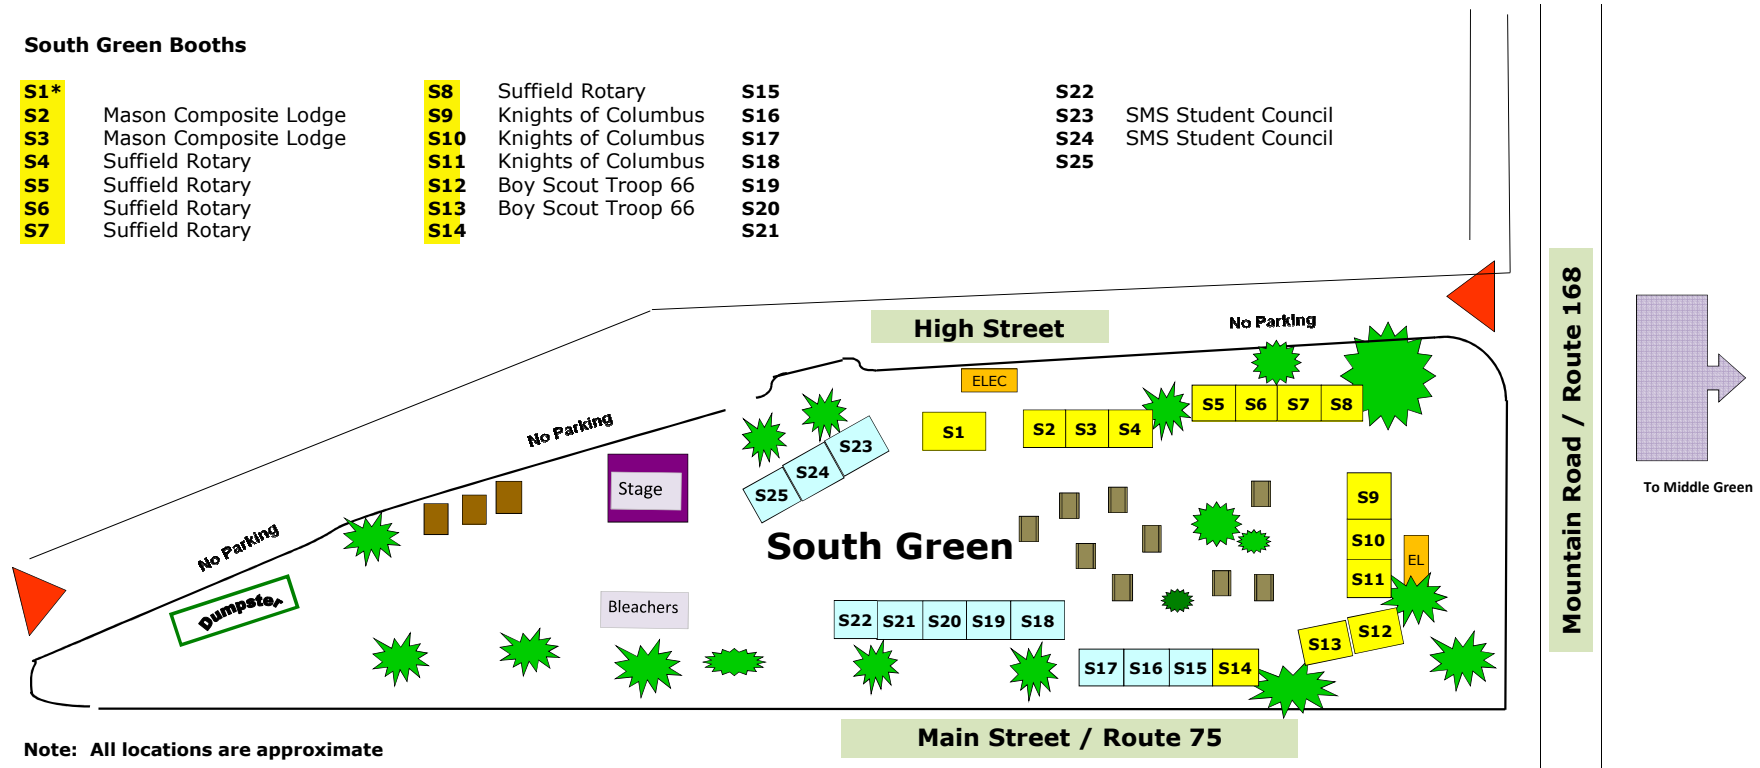 South Green Booths
S1*
S2 Mason Composite Lodge
S3 Mason Composite Lodge
S4 Suffield Rotary
S5 Suffield Rotary
S6 Suffield Rotary
S7 Suffield Rotary
S8 Suffield Rotary
S9 Knights of Columbus
S10 Knights of Columbus
S11 Knights of Columbus
S12 Boy Scout Troop 66
S13 Boy Scout Troop 66
S14
S15
S16
S17
S18
S19
S20
S21
S22
S23 SMS Student Council
S24 SMS Student Council
S25
High Street
No Parking
Mountain Road / Route 168
To Middle Green
ELEC
S1
S2 S3 S4
S5 S6 S7 S8
No Parking
S23
S24
S25
Stage
S9
S10
S11
EL
South Green
No Parking
Dumpster
Bleachers
S22 S21 S20 S19 S18
S13 S12
S17 S16 S15 S14
Main Street / Route 75
Note: All locations are approximate